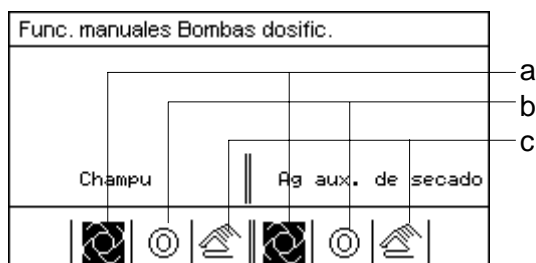 Func. manuales Bombas dosific.
a
b
c
Champu Ag aux. de secado
O O